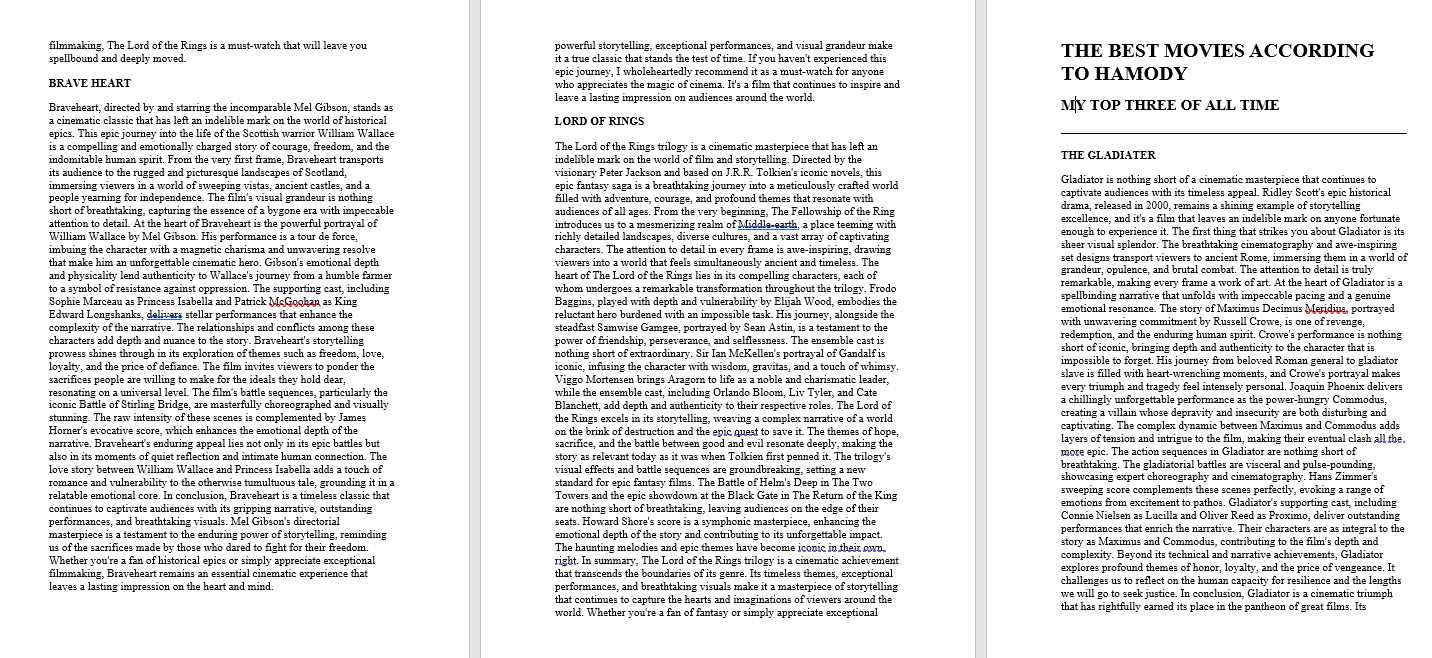 THE BEST MOVIES ACCORDING
TO HAMODY
MY TOP THREE OF ALL TIME
THE GLADIATER
Gladiator is nothing short of a cinematic masterpiece that continues to
captivate audiences with its timeless appeal. Ridley Scott's epic historical
drama, released in 2000, remains a shining example of storytelling
excellence, and it's a film that leaves an indelible mark on anyone fortunate
enough to experience it. The first thing that strikes you about Gladiator is its
sheer visual splendor. The breathtaking cinematography and awe-inspiring
set designs transport viewers to ancient Rome, immersing them in a world of
grandeur, opulence, and brutal combat. The attention to detail is truly
remarkable, making every frame a work of art. At the heart of Gladiator is a
spellbinding narrative that unfolds with impeccable pacing and a genuine
emotional resonance. The story of Maximus Decimus Meridius, portrayed
with unwavering commitment by Russell Crowe, is one of revenge,
redemption, and the enduring human spirit. Crowe's performance is nothing
short of iconic, bringing depth and authenticity to the character that is
impossible to forget. His journey from beloved Roman general to gladiator
slave is filled with heart-wrenching moments, and Crowe's portrayal makes
every triumph and tragedy feel intensely personal. Joaquin Phoenix delivers
a chillingly unforgettable performance as the power-hungry Commodus,
creating a villain whose depravity and insecurity are both disturbing and
captivating. The complex dynamic between Maximus and Commodus adds
layers of tension and intrigue to the film, making their eventual clash all the
more epic. The action sequences in Gladiator are nothing short of
breathtaking. The gladiatorial battles are visceral and pulse-pounding,
showcasing expert choreography and cinematography. Hans Zimmer's
sweeping score complements these scenes perfectly, evoking a range of
emotions from excitement to pathos. Gladiator's supporting cast, including
Connie Nielsen as Lucilla and Oliver Reed as Proximo, deliver outstanding
performances that enrich the narrative. Their characters are as integral to the
story as Maximus and Commodus, contributing to the film's depth and
complexity. Beyond its technical and narrative achievements, Gladiator
explores profound themes of honor, loyalty, and the price of vengeance. It
challenges us to reflect on the human capacity for resilience and the lengths
we will go to seek justice. In conclusion, Gladiator is a cinematic triumph
that has rightfully earned its place in the pantheon of great films. Its
powerful storytelling, exceptional performances, and visual grandeur make
it a true classic that stands the test of time. If you haven't experienced this
epic journey, I wholeheartedly recommend it as a must-watch for anyone
who appreciates the magic of cinema. It's a film that continues to inspire and
leave a lasting impression on audiences around the world.
LORD OF RINGS
The Lord of the Rings trilogy is a cinematic masterpiece that has left an
indelible mark on the world of film and storytelling. Directed by the
visionary Peter Jackson and based on J.R.R. Tolkien's iconic novels, this
epic fantasy saga is a breathtaking journey into a meticulously crafted world
filled with adventure, courage, and profound themes that resonate with
audiences of all ages. From the very beginning, The Fellowship of the Ring
introduces us to a mesmerizing realm of Middle-earth, a place teeming with
richly detailed landscapes, diverse cultures, and a vast array of captivating
characters. The attention to detail in every frame is awe-inspiring, drawing
viewers into a world that feels simultaneously ancient and timeless. The
heart of The Lord of the Rings lies in its compelling characters, each of
whom undergoes a remarkable transformation throughout the trilogy. Frodo
Baggins, played with depth and vulnerability by Elijah Wood, embodies the
reluctant hero burdened with an impossible task. His journey, alongside the
steadfast Samwise Gamgee, portrayed by Sean Astin, is a testament to the
power of friendship, perseverance, and selflessness. The ensemble cast is
nothing short of extraordinary. Sir Ian McKellen's portrayal of Gandalf is
iconic, infusing the character with wisdom, gravitas, and a touch of whimsy.
Viggo Mortensen brings Aragorn to life as a noble and charismatic leader,
while the ensemble cast, including Orlando Bloom, Liv Tyler, and Cate
Blanchett, add depth and authenticity to their respective roles. The Lord of
the Rings excels in its storytelling, weaving a complex narrative of a world
on the brink of destruction and the epic quest to save it. The themes of hope,
sacrifice, and the battle between good and evil resonate deeply, making the
story as relevant today as it was when Tolkien first penned it. The trilogy's
visual effects and battle sequences are groundbreaking, setting a new
standard for epic fantasy films. The Battle of Helm's Deep in The Two
Towers and the epic showdown at the Black Gate in The Return of the King
are nothing short of breathtaking, leaving audiences on the edge of their
seats. Howard Shore's score is a symphonic masterpiece, enhancing the
emotional depth of the story and contributing to its unforgettable impact.
The haunting melodies and epic themes have become iconic in their own
right. In summary, The Lord of the Rings trilogy is a cinematic achievement
that transcends the boundaries of its genre. Its timeless themes, exceptional
performances, and breathtaking visuals make it a masterpiece of storytelling
that continues to capture the hearts and imaginations of viewers around the
world. Whether you're a fan of fantasy or simply appreciate exceptional
filmmaking, The Lord of the Rings is a must-watch that will leave you
spellbound and deeply moved.
BRAVE HEART
Braveheart, directed by and starring the incomparable Mel Gibson, stands as
a cinematic classic that has left an indelible mark on the world of historical
epics. This epic journey into the life of the Scottish warrior William Wallace
is a compelling and emotionally charged story of courage, freedom, and the
indomitable human spirit. From the very first frame, Braveheart transports
its audience to the rugged and picturesque landscapes of Scotland,
immersing viewers in a world of sweeping vistas, ancient castles, and a
people yearning for independence. The film's visual grandeur is nothing
short of breathtaking, capturing the essence of a bygone era with impeccable
attention to detail. At the heart of Braveheart is the powerful portrayal of
William Wallace by Mel Gibson. His performance is a tour de force,
imbuing the character with a magnetic charisma and unwavering resolve
that make him an unforgettable cinematic hero. Gibson's emotional depth
and physicality lend authenticity to Wallace's journey from a humble farmer
to a symbol of resistance against oppression. The supporting cast, including
Sophie Marceau as Princess Isabella and Patrick McGoohan as King
Edward Longshanks, delivers stellar performances that enhance the
complexity of the narrative. The relationships and conflicts among these
characters add depth and nuance to the story. Braveheart's storytelling
prowess shines through in its exploration of themes such as freedom, love,
loyalty, and the price of defiance. The film invites viewers to ponder the
sacrifices people are willing to make for the ideals they hold dear,
resonating on a universal level. The film's battle sequences, particularly the
iconic Battle of Stirling Bridge, are masterfully choreographed and visually
stunning. The raw intensity of these scenes is complemented by James
Horner's evocative score, which enhances the emotional depth of the
narrative. Braveheart's enduring appeal lies not only in its epic battles but
also in its moments of quiet reflection and intimate human connection. The
love story between William Wallace and Princess Isabella adds a touch of
romance and vulnerability to the otherwise tumultuous tale, grounding it in a
relatable emotional core. In conclusion, Braveheart is a timeless classic that
continues to captivate audiences with its gripping narrative, outstanding
performances, and breathtaking visuals. Mel Gibson's directorial
masterpiece is a testament to the enduring power of storytelling, reminding
us of the sacrifices made by those who dared to fight for their freedom.
Whether you're a fan of historical epics or simply appreciate exceptional
filmmaking, Braveheart remains an essential cinematic experience that
leaves a lasting impression on the heart and mind.